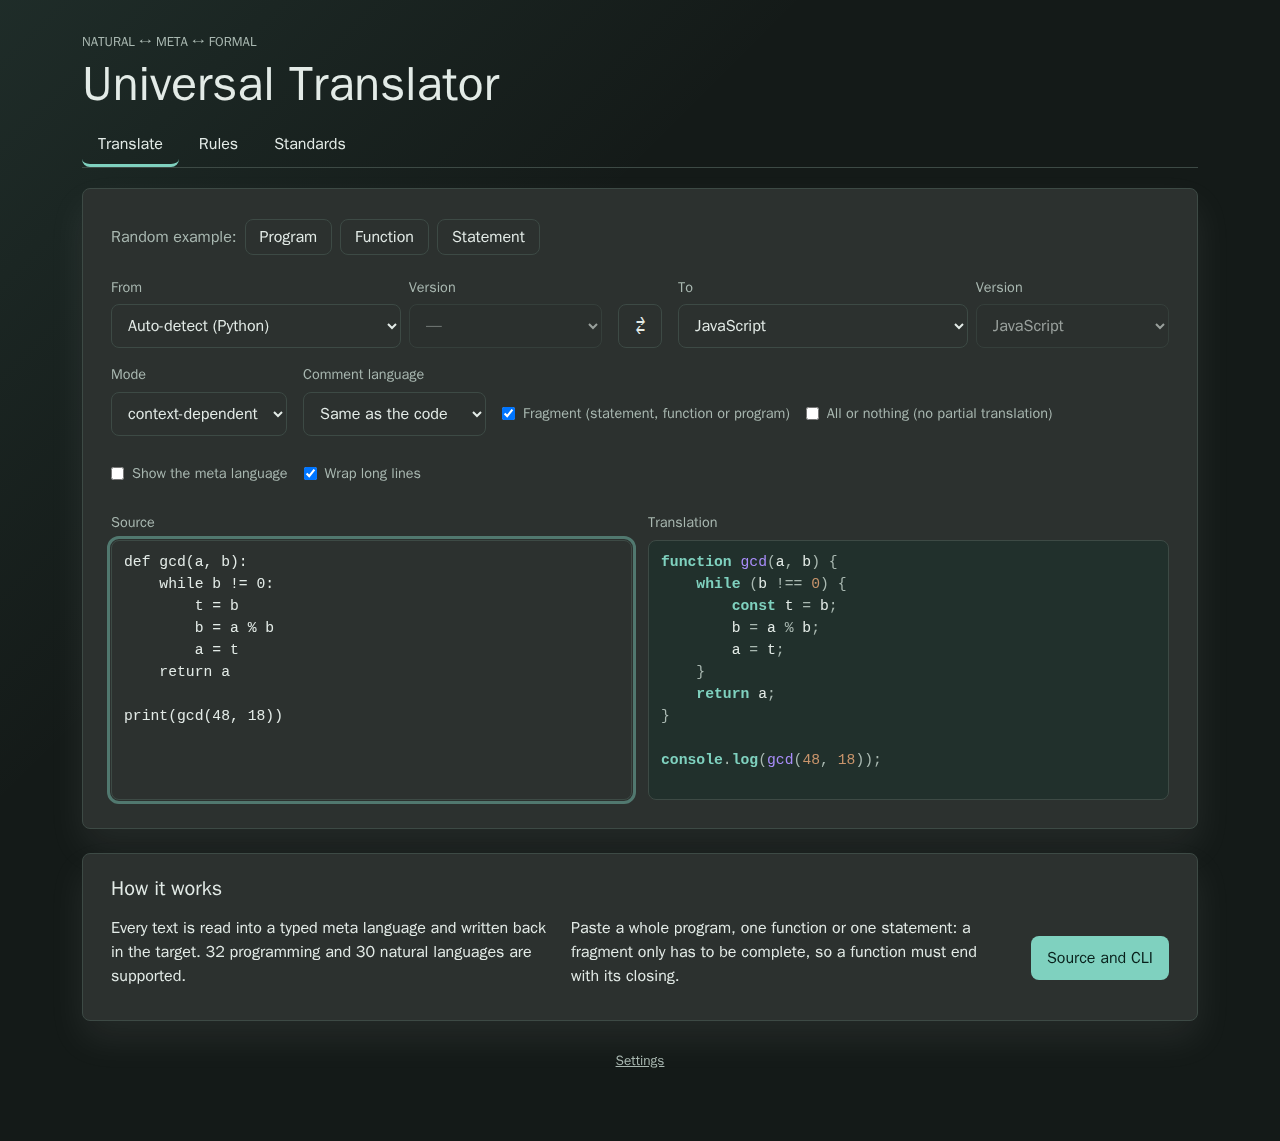 NATURAL ↔ META ↔ FORMAL
Universal Translator
Translate Rules Standards
Random example: Program Function Statement
From Version To Version
Auto-detect (Python) — JavaScript JavaScript
Mode Comment language
context-dependent Same as the code Fragment (statement, function or program) All or nothing (no partial translation)
Show the meta language Wrap long lines
Source
def gcd(a, b):
    while b != 0:
        t = b
        b = a % b
        a = t
    return a

print(gcd(48, 18))
Translation
function gcd(a, b) {
    while (b !== 0) {
        const t = b;
        b = a % b;
        a = t;
    }
    return a;
}

console.log(gcd(48, 18));
How it works
Every text is read into a typed meta language and written back
in the target. 32 programming and 30 natural languages are
supported.
Paste a whole program, one function or one statement: a
fragment only has to be complete, so a function must end
with its closing.
Source and CLI
Settings